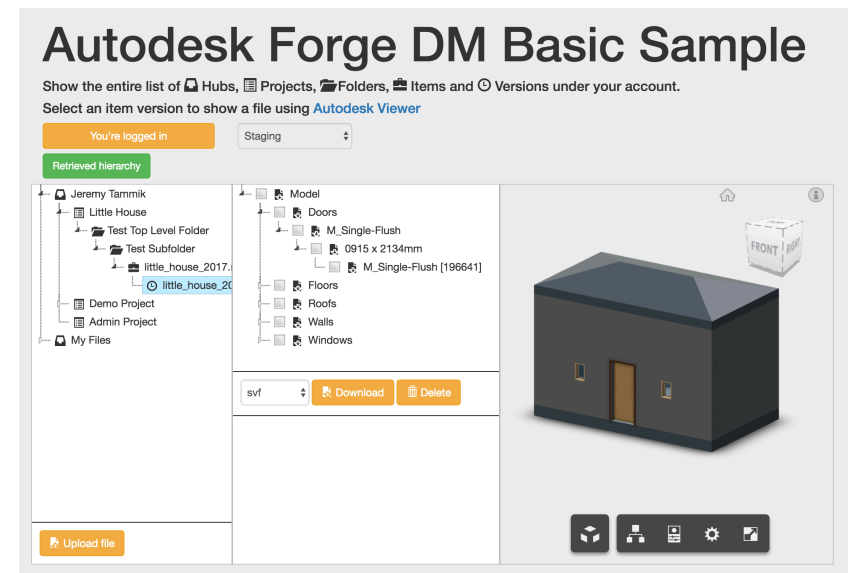 Autodesk Forge DM Basic Sample
Show the entire list of Hubs, Projects, Folders, Items and Versions under your account.
Select an item version to show a file using Autodesk Viewer
You're logged in
Staging
Retrieved hierarchy
Jeremy Tammik
Little House
Test Top Level Folder
Test Subfolder
little_house_2017.
little_house_20
Demo Project
Admin Project
My Files
Upload file
Model
Doors
M_Single-Flush
0915 x 2134mm
M_Single-Flush [196641]
Floors
Roofs
Walls
Windows
svf
Download
Delete
FRONT
RIGHT